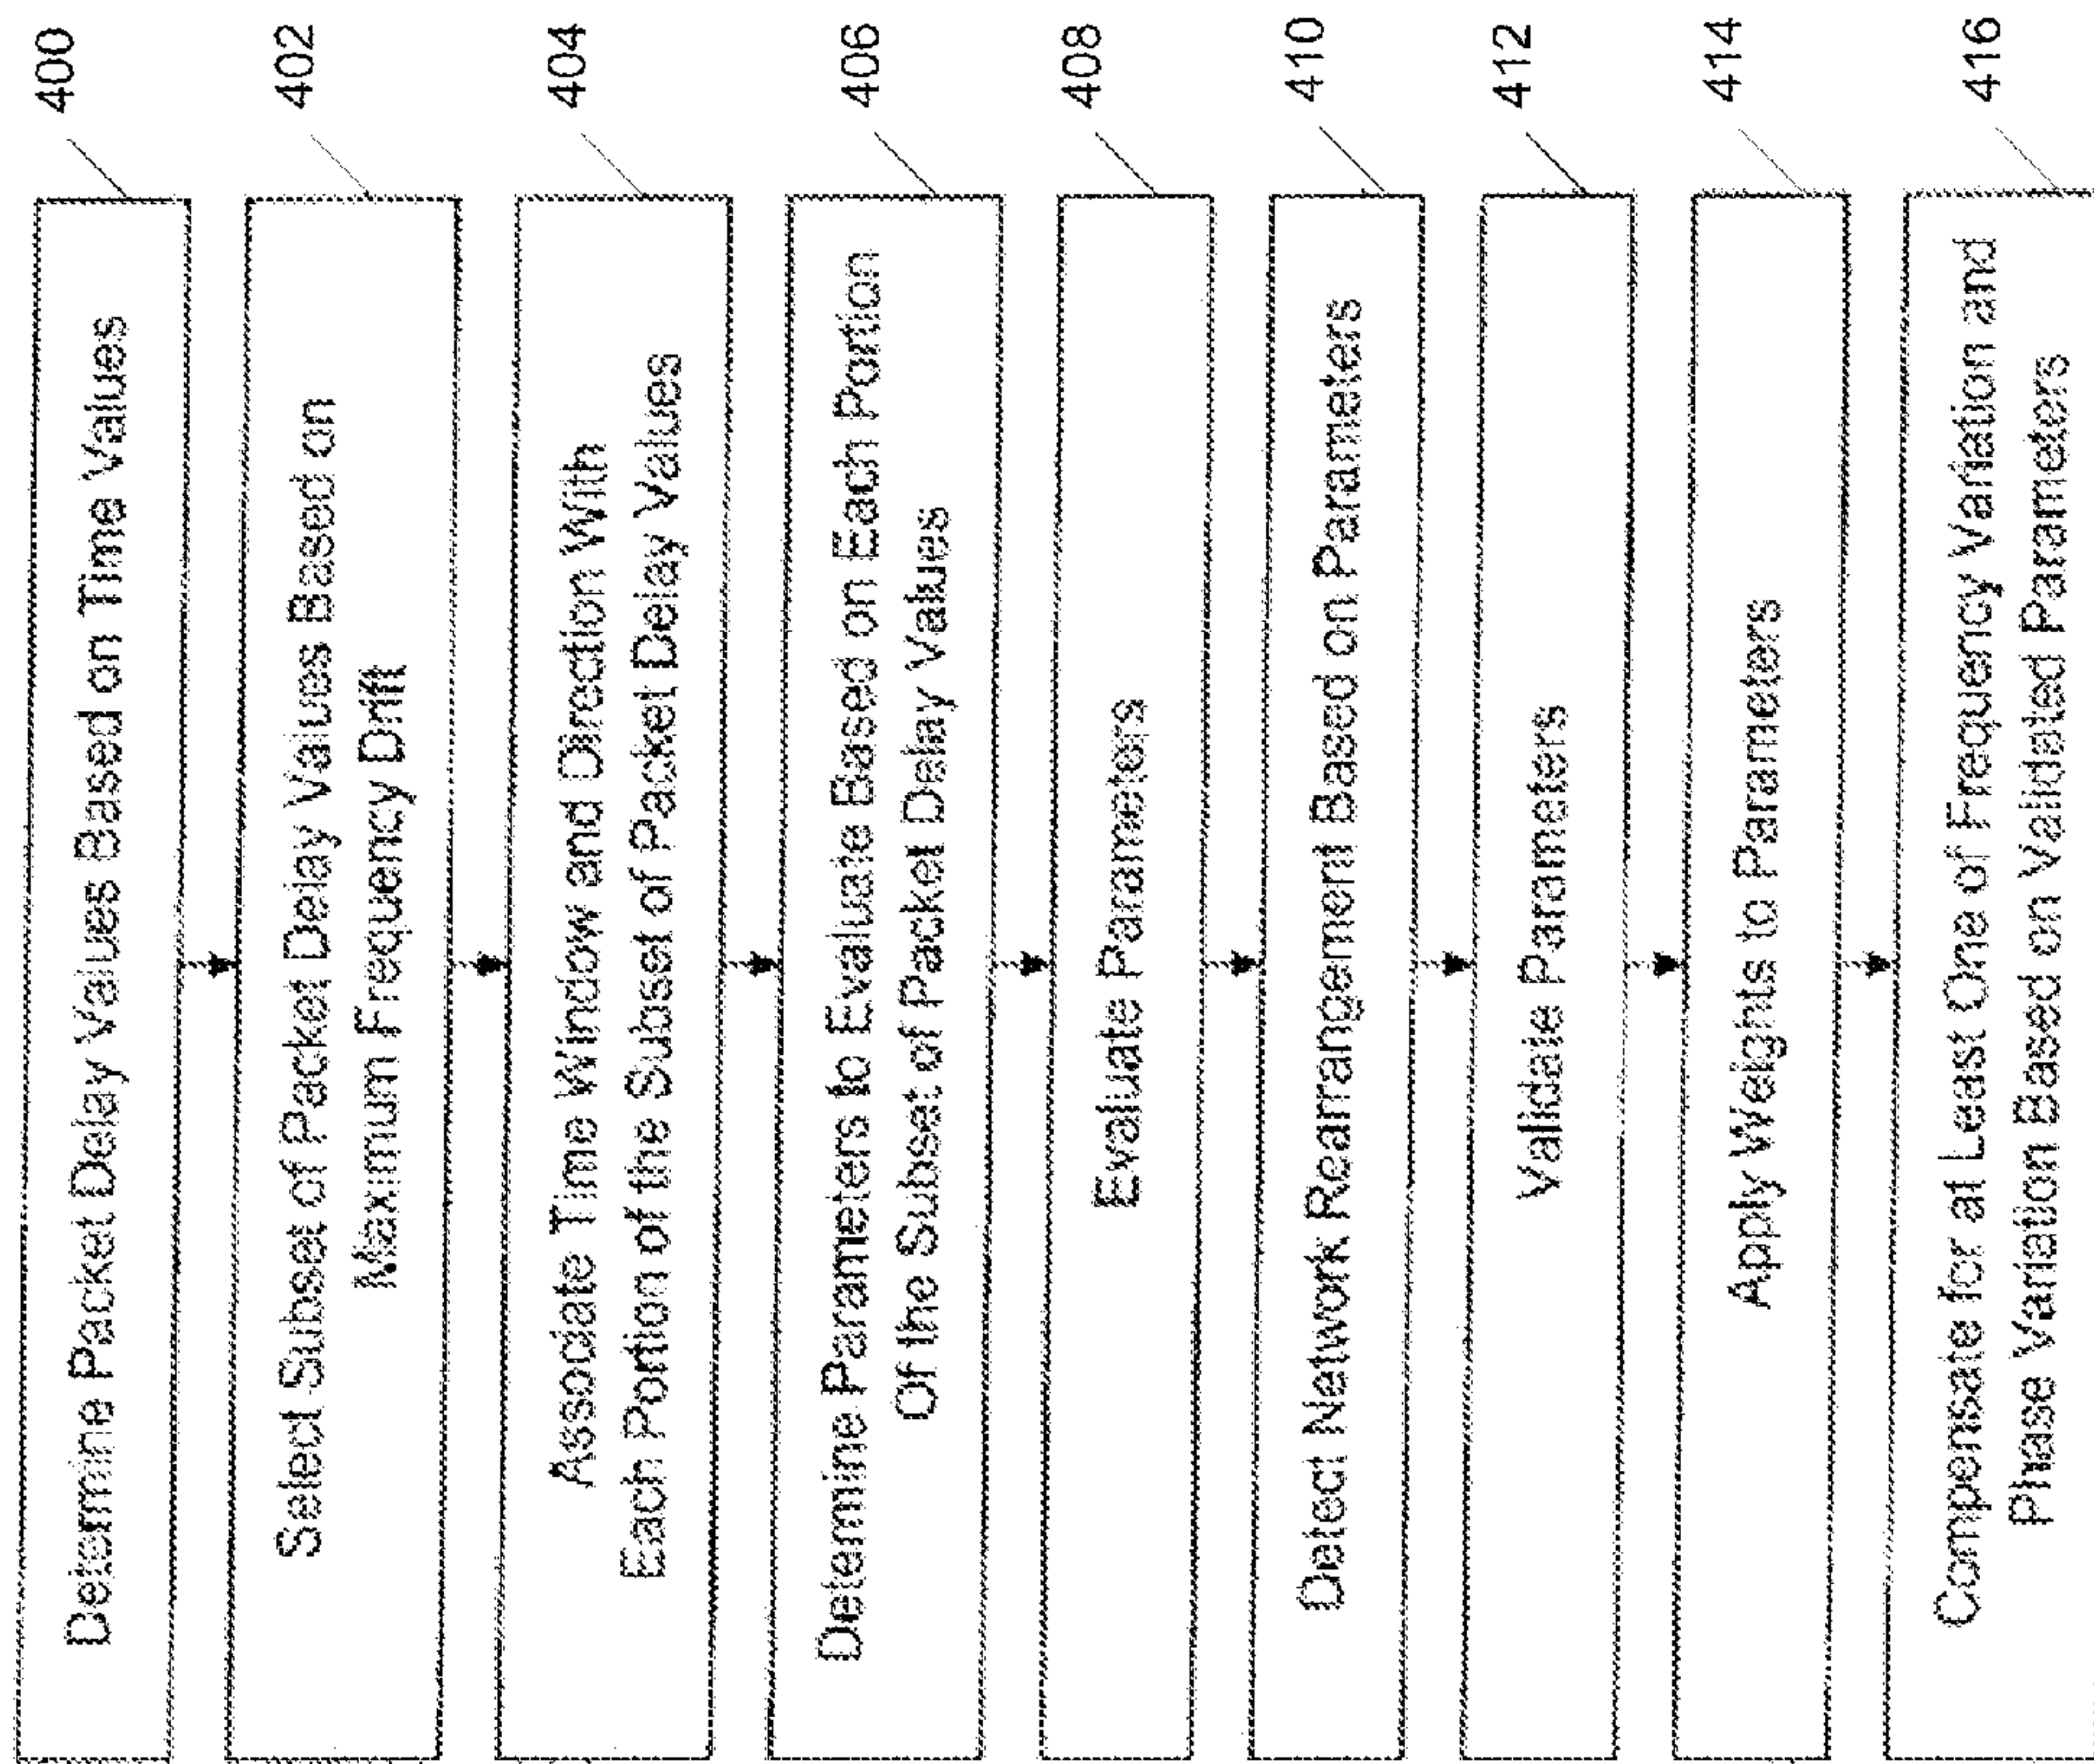 Determine Packet Delay Values Based on Time Values
400
Select Subset of Packet Delay Values Based on
Maximum Frequency Drift
402
Associate Time Window and Direction With
Each Portion of the Subset of Packet Delay Values
404
Determine Parameters to Evaluate Based on Each Portion
Of the Subset of Packet Delay Values
406
Evaluate Parameters
408
Detect Network Rearrangement Based on Parameters
410
Validate Parameters
412
Apply Weights to Parameters
414
Compensate for at Least One of Frequency Variation and
Phase Variation Based on Validated Parameters
416